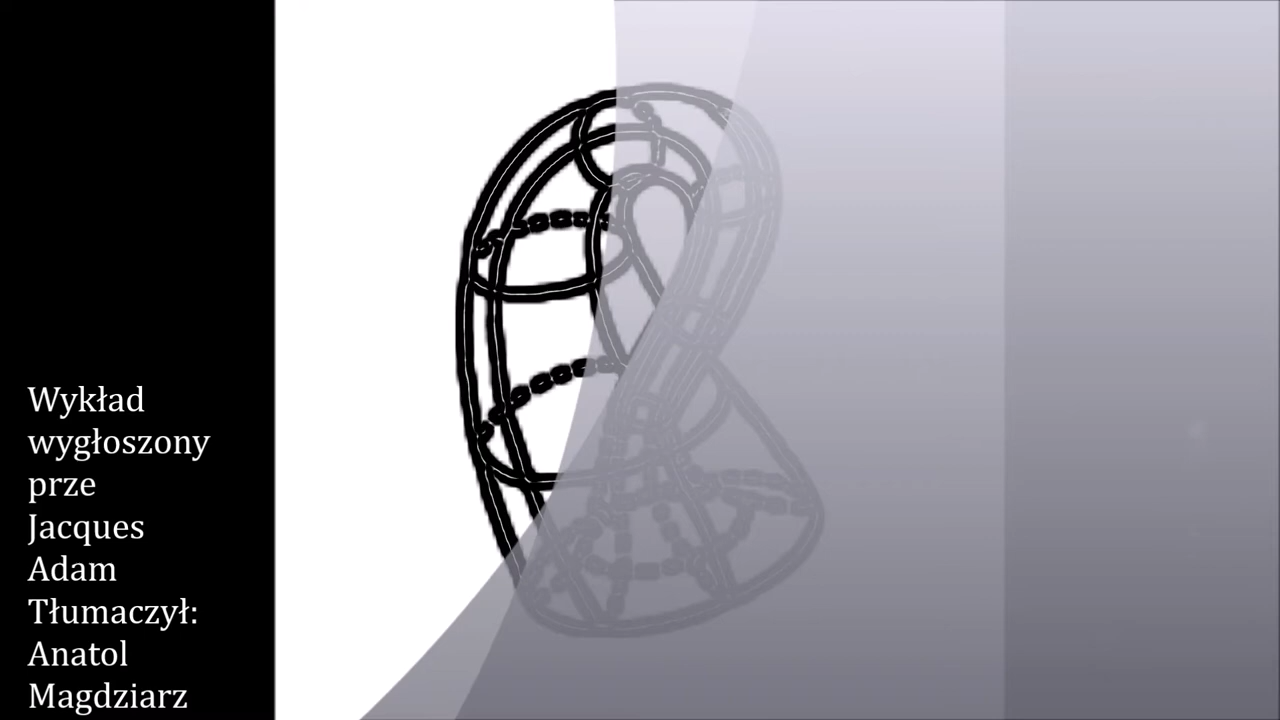 Wykład
wygłoszony
prze
Jacques
Adam
Tłumaczył:
Anatol
Magdziarz